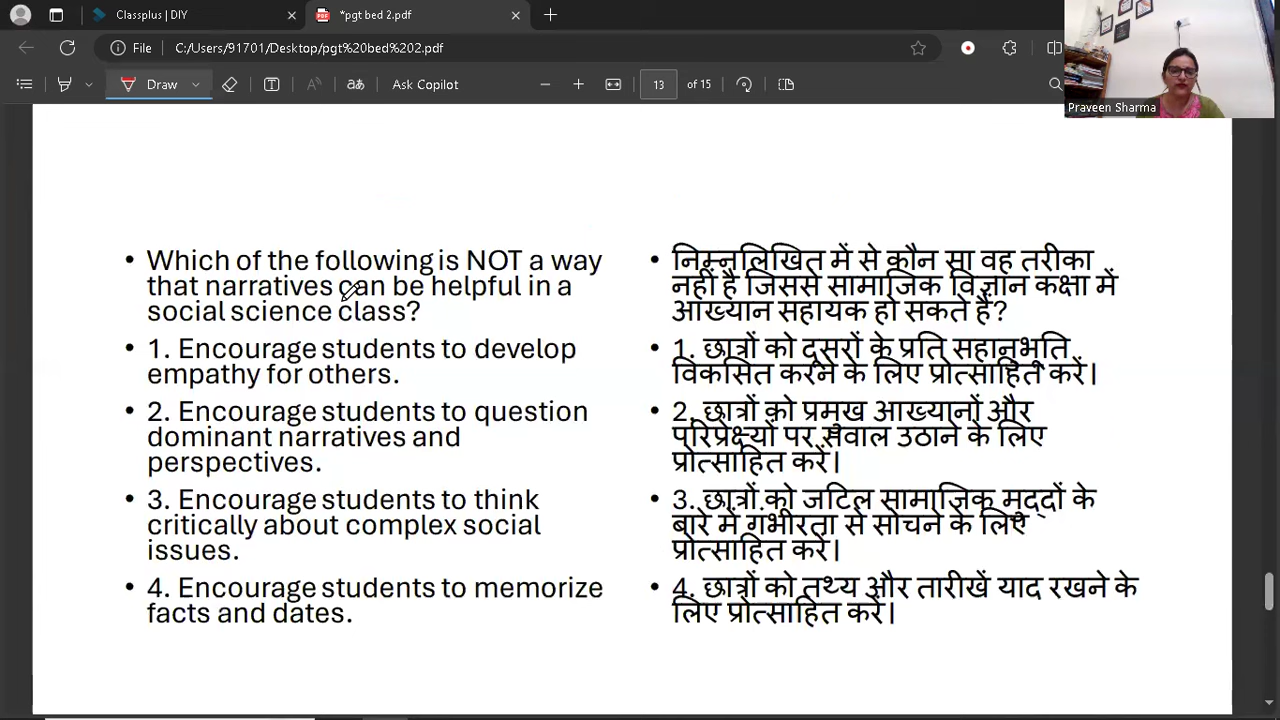 Classplus | DIY
*pgt bed 2.pdf
File
C:/Users/91701/Desktop/pgt%20bed%202.pdf
Draw
Ask Copilot
13
of 15
Praveen Sharma
• Which of the following is NOT a way
that narratives can be helpful in a
social science class?
• 1. Encourage students to develop
empathy for others.
• 2. Encourage students to question
dominant narratives and
perspectives.
• 3. Encourage students to think
critically about complex social
issues.
• 4. Encourage students to memorize
facts and dates.
• निम्नलिखित में से कौन सा वह तरीका
नहीं है जिससे सामाजिक विज्ञान कक्षा में
आख्यान सहायक हो सकते हैं?
• 1. छात्रों को दूसरों के प्रति सहानुभूति
विकसित करने के लिए प्रोत्साहित करें।
• 2. छात्रों को प्रमुख आख्यानों और
परिप्रेक्ष्यों पर सवाल उठाने के लिए
प्रोत्साहित करें।
• 3. छात्रों को जटिल सामाजिक मुद्दों के
बारे में गंभीरता से सोचने के लिए
प्रोत्साहित करें।
• 4. छात्रों को तथ्य और तारीखें याद रखने के
लिए प्रोत्साहित करें।